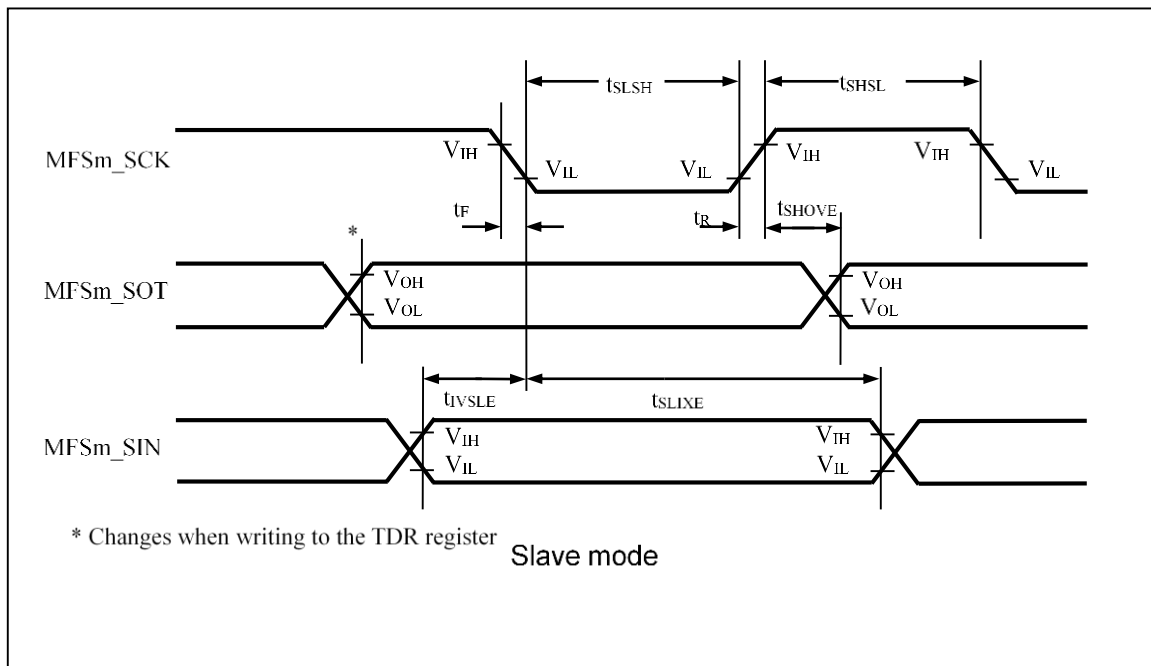 tSLSH
tSHSL
MFSm_SCK
VIH
VIL
VIL
VIH
VIH
VIL
tF
tR
tSHOVE
*
MFSm_SOT
VOH
VOL
VOH
VOL
tIVSLE
tSLIXE
MFSm_SIN
VIH
VIL
VIH
VIL
* Changes when writing to the TDR register
Slave mode